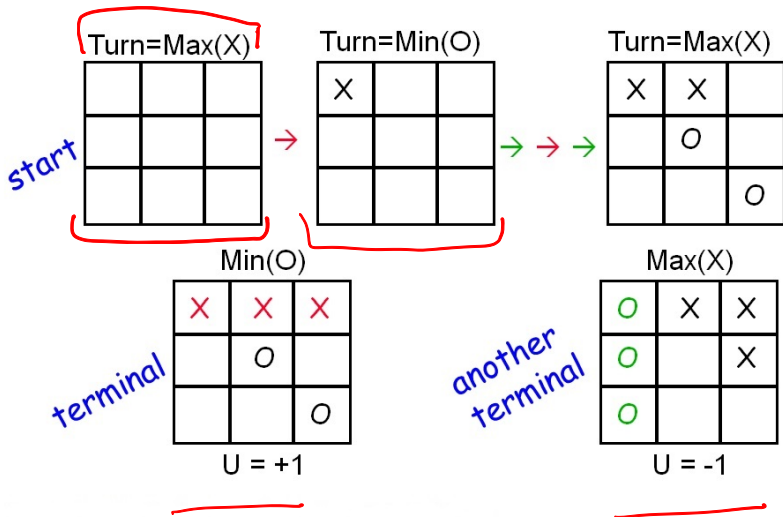 Turn=Max(X)
Turn=Min(O)
Turn=Max(X)
X
X X
O
O
start
Min(O)
Max(X)
X X X
O
O
O X X
O X
O
terminal
another
terminal
U = +1
U = -1